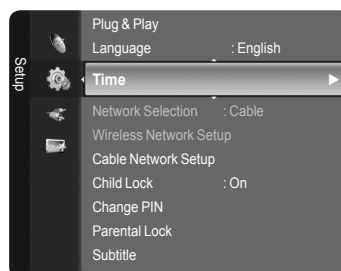 Setup
Plug & Play
Language : English
Time
Network Selection : Cable
Wireless Network Setup
Cable Network Setup
Child Lock : On
Change PIN
Parental Lock
Subtitle